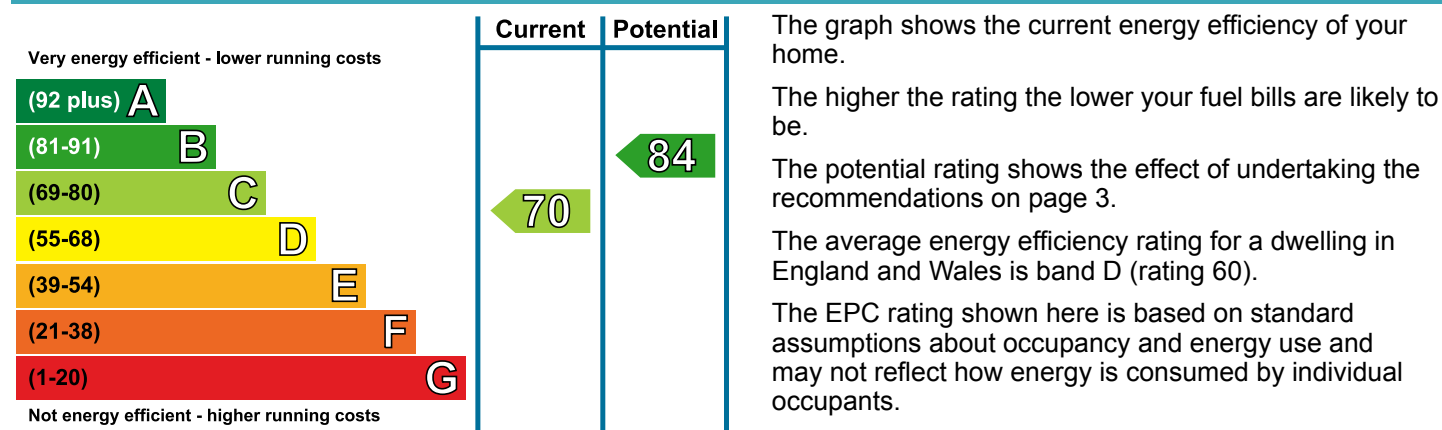 Current Potential
Very energy efficient - lower running costs
(92 plus) A
(81-91) B
84
(69-80) C
70
(55-68) D
(39-54) E
(21-38) F
(1-20) G
Not energy efficient - higher running costs
The graph shows the current energy efficiency of your
home.
The higher the rating the lower your fuel bills are likely to
be.
The potential rating shows the effect of undertaking the
recommendations on page 3.
The average energy efficiency rating for a dwelling in
England and Wales is band D (rating 60).
The EPC rating shown here is based on standard
assumptions about occupancy and energy use and
may not reflect how energy is consumed by individual
occupants.